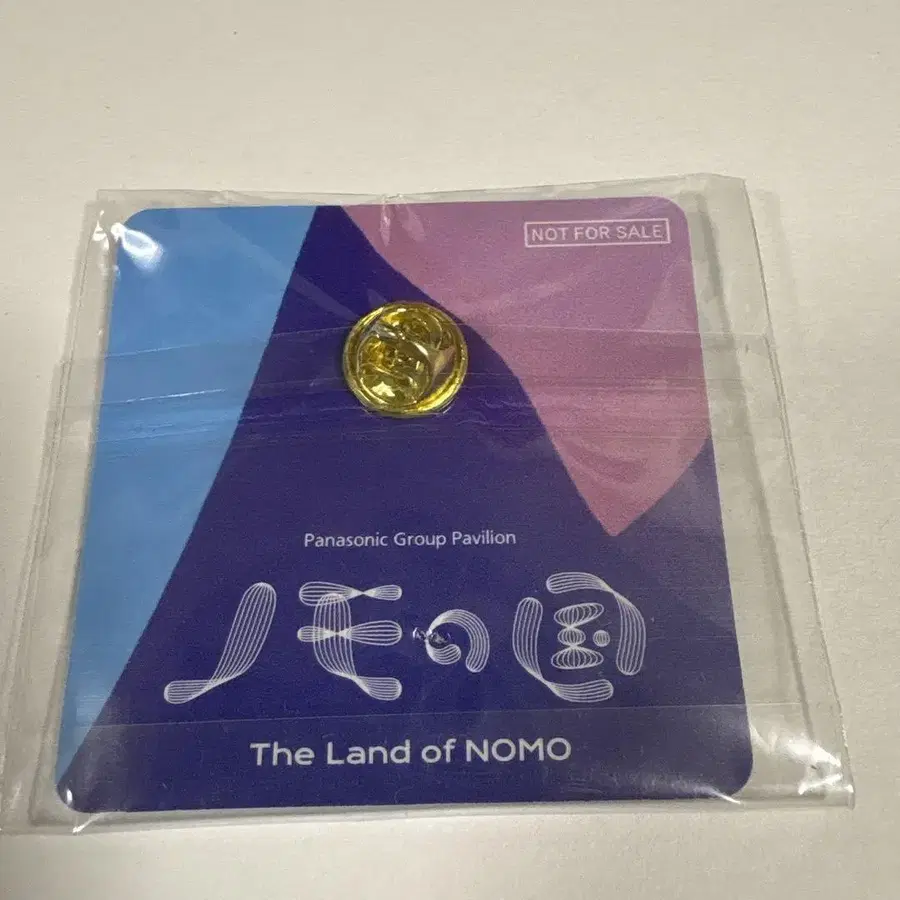 NOT FOR SALE
Panasonic Group Pavilion
ノモの国
The Land of NOMO